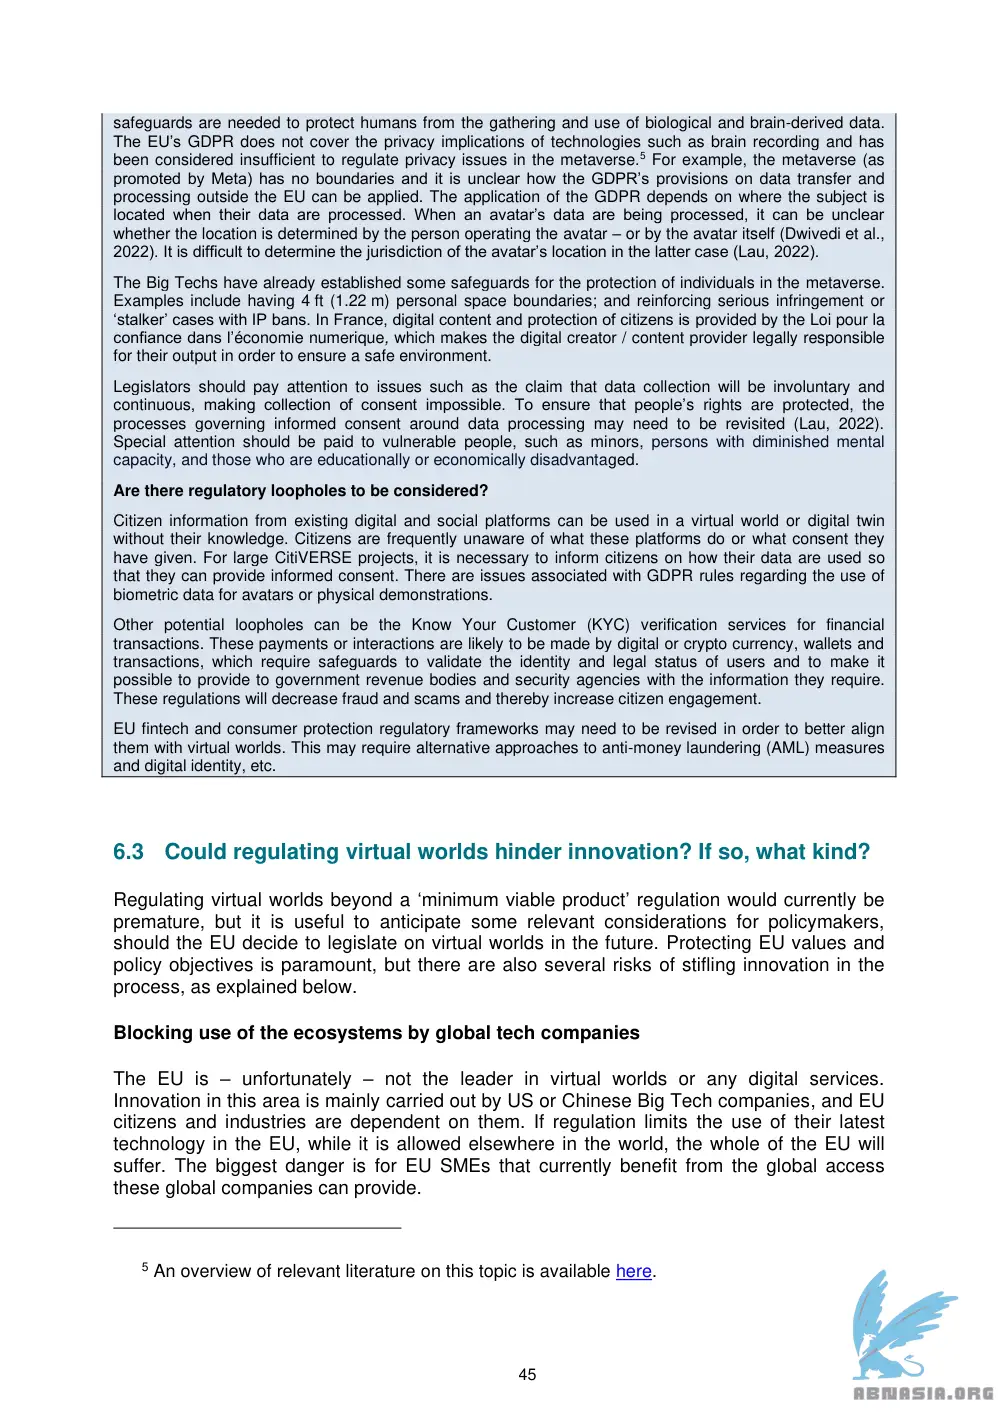 safeguards are needed to protect humans from the gathering and use of biological and brain-derived data.
The EU’s GDPR does not cover the privacy implications of technologies such as brain recording and has
been considered insufficient to regulate privacy issues in the metaverse.5 For example, the metaverse (as
promoted by Meta) has no boundaries and it is unclear how the GDPR’s provisions on data transfer and
processing outside the EU can be applied. The application of the GDPR depends on where the subject is
located when their data are processed. When an avatar’s data are being processed, it can be unclear
whether the location is determined by the person operating the avatar – or by the avatar itself (Dwivedi et al.,
2022). It is difficult to determine the jurisdiction of the avatar’s location in the latter case (Lau, 2022).
The Big Techs have already established some safeguards for the protection of individuals in the metaverse.
Examples include having 4 ft (1.22 m) personal space boundaries; and reinforcing serious infringement or
‘stalker’ cases with IP bans. In France, digital content and protection of citizens is provided by the Loi pour la
confiance dans l’économie numerique, which makes the digital creator / content provider legally responsible
for their output in order to ensure a safe environment.
Legislators should pay attention to issues such as the claim that data collection will be involuntary and
continuous, making collection of consent impossible. To ensure that people’s rights are protected, the
processes governing informed consent around data processing may need to be revisited (Lau, 2022).
Special attention should be paid to vulnerable people, such as minors, persons with diminished mental
capacity, and those who are educationally or economically disadvantaged.
Are there regulatory loopholes to be considered?
Citizen information from existing digital and social platforms can be used in a virtual world or digital twin
without their knowledge. Citizens are frequently unaware of what these platforms do or what consent they
have given. For large CitiVERSE projects, it is necessary to inform citizens on how their data are used so
that they can provide informed consent. There are issues associated with GDPR rules regarding the use of
biometric data for avatars or physical demonstrations.
Other potential loopholes can be the Know Your Customer (KYC) verification services for financial
transactions. These payments or interactions are likely to be made by digital or crypto currency, wallets and
transactions, which require safeguards to validate the identity and legal status of users and to make it
possible to provide to government revenue bodies and security agencies with the information they require.
These regulations will decrease fraud and scams and thereby increase citizen engagement.
EU fintech and consumer protection regulatory frameworks may need to be revised in order to better align
them with virtual worlds. This may require alternative approaches to anti-money laundering (AML) measures
and digital identity, etc.
6.3 Could regulating virtual worlds hinder innovation? If so, what kind?
Regulating virtual worlds beyond a ‘minimum viable product’ regulation would currently be
premature, but it is useful to anticipate some relevant considerations for policymakers,
should the EU decide to legislate on virtual worlds in the future. Protecting EU values and
policy objectives is paramount, but there are also several risks of stifling innovation in the
process, as explained below.
Blocking use of the ecosystems by global tech companies
The EU is – unfortunately – not the leader in virtual worlds or any digital services.
Innovation in this area is mainly carried out by US or Chinese Big Tech companies, and EU
citizens and industries are dependent on them. If regulation limits the use of their latest
technology in the EU, while it is allowed elsewhere in the world, the whole of the EU will
suffer. The biggest danger is for EU SMEs that currently benefit from the global access
these global companies can provide.
5 An overview of relevant literature on this topic is available here.
45
ABNASIA.ORG